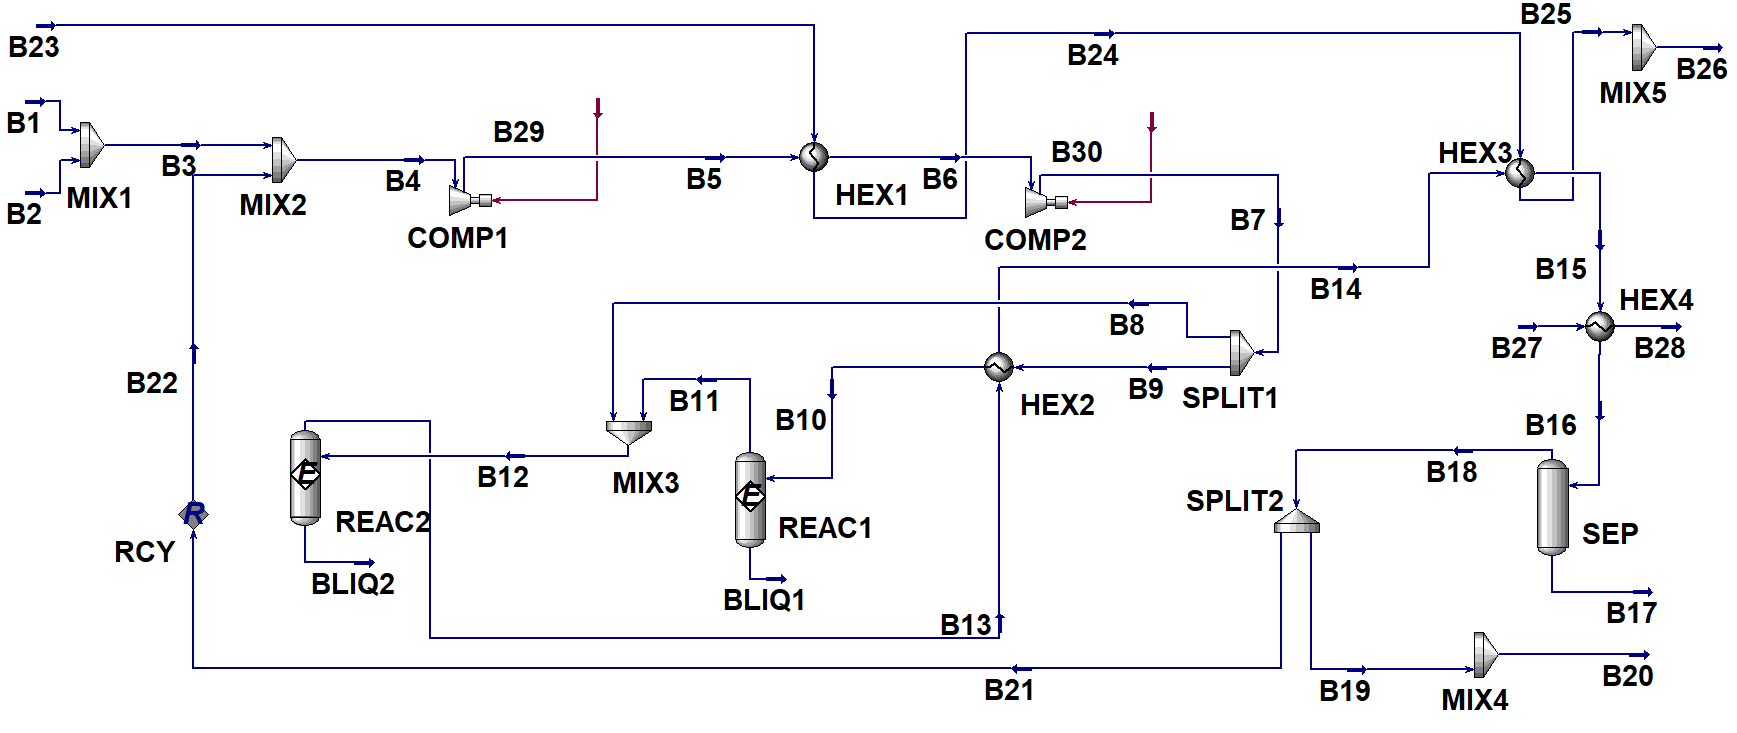 B25
B23
B24
B26
MIX5
B1
B29
B30
HEX3
B3
B4
B5
B6
MIX1
HEX1
B2
MIX2
B7
COMP1
COMP2
B15
B14
HEX4
B8
B27
B28
B22
B9
SPLIT1
B11
HEX2
B10
B16
B12
MIX3
B18
E
E
SPLIT2
R
REAC2
REAC1
SEP
RCY
BLIQ2
BLIQ1
B17
B13
B21
B19
B20
MIX4